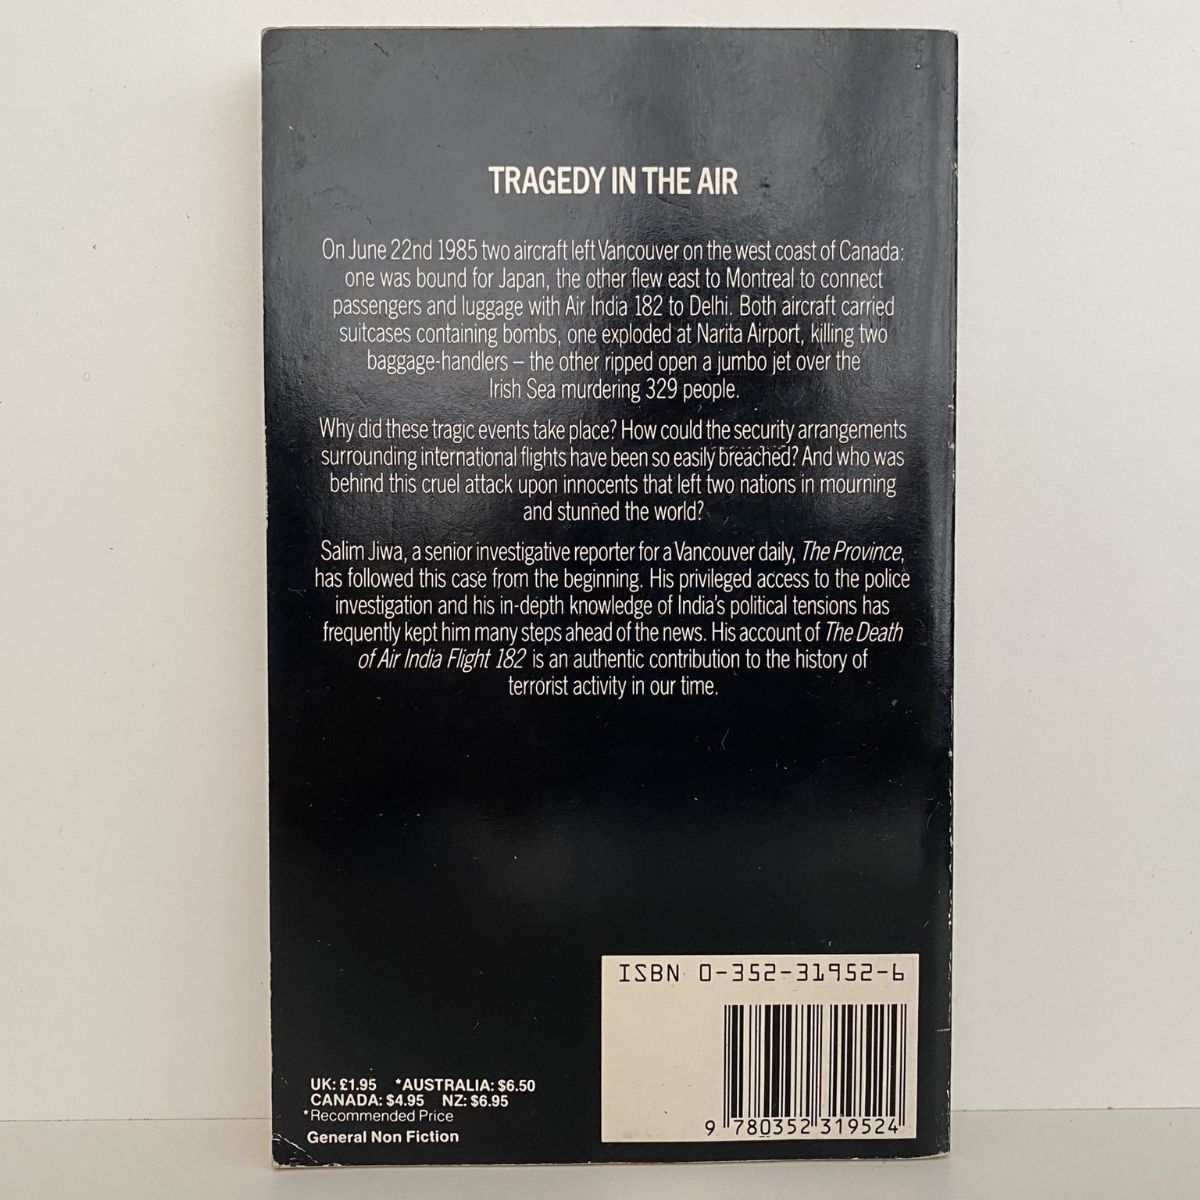 TRAGEDY IN THE AIR
On June 22nd 1985 two aircraft left Vancouver on the west coast of Canada:
one was bound for Japan, the other flew east to Montreal to connect
passengers and luggage with Air India 182 to Delhi. Both aircraft carried
suitcases containing bombs, one exploded at Narita Airport, killing two
baggage-handlers – the other ripped open a jumbo jet over the
Irish Sea murdering 329 people.
Why did these tragic events take place? How could the security arrangements
surrounding international flights have been so easily breached? And who was
behind this cruel attack upon innocents that left two nations in mourning
and stunned the world?
Salim Jiwa, a senior investigative reporter for a Vancouver daily, The Province,
has followed this case from the beginning. His privileged access to the police
investigation and his in-depth knowledge of India's political tensions has
frequently kept him many steps ahead of the news. His account of The Death
of Air India Flight 182 is an authentic contribution to the history of
terrorist activity in our time.
ISBN 0-352-31952-6
9 780352 319524
UK: £1.95 *AUSTRALIA: $6.50
CANADA: $4.95 NZ: $6.95
*Recommended Price
General Non Fiction